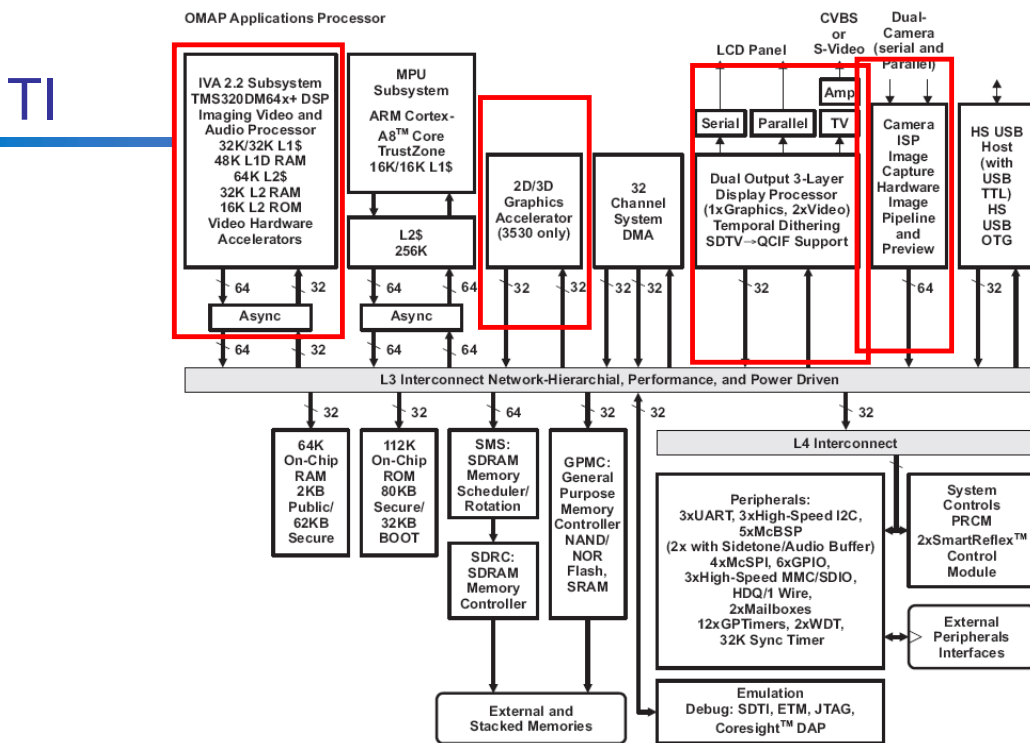 OMAP Applications Processor
TI
IVA 2.2 Subsystem
TMS320DM64x+ DSP
Imaging Video and
Audio Processor
32K/32K L1$
48K L1D RAM
64K L2$
32K L2 RAM
16K L2 ROM
Video Hardware
Accelerators
64
32
Async
64
32
MPU
Subsystem
ARM Cortex-
A8™ Core
TrustZone
16K/16K L1$
L2$
256K
64
64
Async
64
64
2D/3D
Graphics
Accelerator
(3530 only)
32
32
32
Channel
System
DMA
32
32
LCD Panel
CVBS
or
S-Video
Amp
Serial
Parallel
TV
Dual Output 3-Layer
Display Processor
(1xGraphics, 2xVideo)
Temporal Dithering
SDTV→QCIF Support
32
Dual-
Camera
(serial and
Parallel)
Camera
ISP
Image
Capture
Hardware
Image
Pipeline
and
Preview
64
HS USB
Host
(with
USB
TTL)
HS
USB
OTG
32
L3 Interconnect Network-Hierarchial, Performance, and Power Driven
32
32
64
32
32
32
64K
On-Chip
RAM
2KB
Public/
62KB
Secure
112K
On-Chip
ROM
80KB
Secure/
32KB
BOOT
SMS:
SDRAM
Memory
Scheduler/
Rotation
SDRC:
SDRAM
Memory
Controller
GPMC:
General
Purpose
Memory
Controller
NAND/
NOR
Flash,
SRAM
External and
Stacked Memories
L4 Interconnect
Peripherals:
3xUART, 3xHigh-Speed I2C,
5xMcBSP
(2x with Sidetone/Audio Buffer)
4xMcSPI, 6xGPIO,
3xHigh-Speed MMC/SDIO,
HDQ/1 Wire,
2xMailboxes
12xGPTimers, 2xWDT,
32K Sync Timer
System
Controls
PRCM
2xSmartReflex™
Control
Module
External
Peripherals
Interfaces
Emulation
Debug: SDTI, ETM, JTAG,
Coresight™ DAP